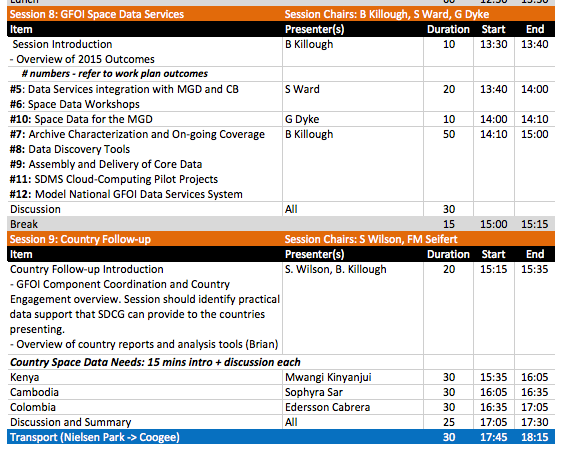 Lunch 60 12:30 13:30
Session 8: GFOI Space Data Services Session Chairs: B Killough, S Ward, G Dyke
Item Presenter(s) Duration Start End
Session Introduction B Killough 10 13:30 13:40
- Overview of 2015 Outcomes
# numbers - refer to work plan outcomes
#5: Data Services integration with MGD and CB S Ward 20 13:40 14:00
#6: Space Data Workshops
#10: Space Data for the MGD G Dyke 10 14:00 14:10
#7: Archive Characterization and On-going Coverage B Killough 50 14:10 15:00
#8: Data Discovery Tools
#9: Assembly and Delivery of Core Data
#11: SDMS Cloud-Computing Pilot Projects
#12: Model National GFOI Data Services System
Discussion All 30
Break 15 15:00 15:15
Session 9: Country Follow-up Session Chairs: S Wilson, FM Seifert
Item Presenter(s) Duration Start End
Country Follow-up Introduction S. Wilson, B. Killough 20 15:15 15:35
- GFOI Component Coordination and Country
Engagement overview. Session should identify practical
data support that SDCG can provide to the countries
presenting.
- Overview of country reports and analysis tools (Brian)
Country Space Data Needs: 15 mins intro + discussion each
Kenya Mwangi Kinyanjui 30 15:35 16:05
Cambodia Sophyra Sar 30 16:05 16:35
Colombia Edersson Cabrera 30 16:35 17:05
Discussion and Summary All 25 17:05 17:30
Transport (Nielsen Park -> Coogee) 30 17:45 18:15